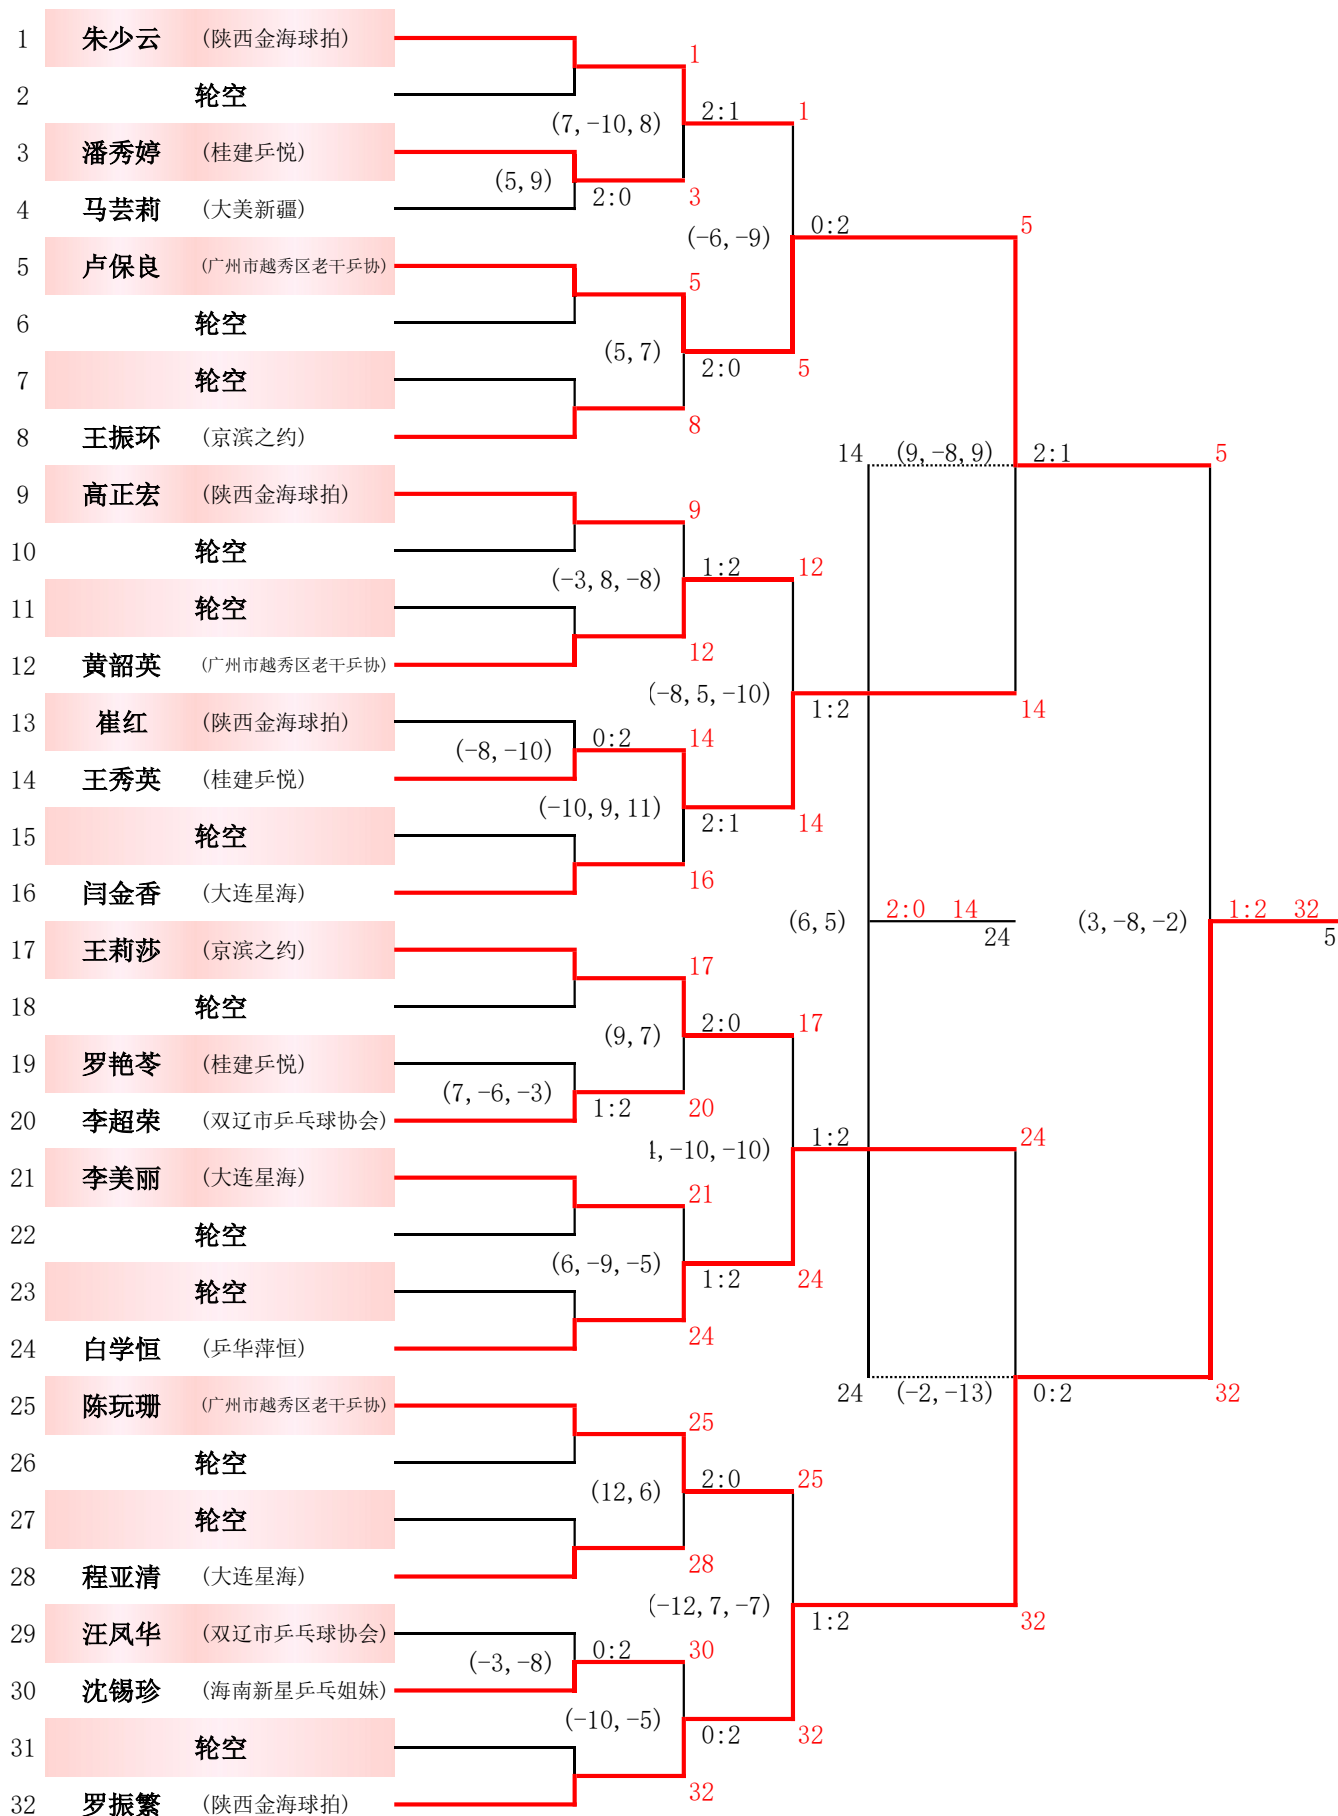 1 朱少云 (陕西金海球拍)
1
2 轮空
2:1 1
(7,-10,8)
3 潘秀婷 (桂建乒悦)
(5,9) 2:0 3
4 马芸莉 (大美新疆)
0:2 5
(-6,-9)
5 卢保良 (广州市越秀区老干乒协)
5
6 轮空
(5,7) 2:0 5
7 轮空
8
8 王振环 (京滨之约)
14 (9,-8,9) 2:1 5
9 高正宏 (陕西金海球拍)
9
10 轮空
(-3,8,-8) 1:2 12
11 轮空
12
12 黄韶英 (广州市越秀区老干乒协)
(-8,5,-10) 1:2 14
13 崔红 (陕西金海球拍)
(-8,-10) 0:2 14
14 王秀英 (桂建乒悦)
(-10,9,11) 2:1 14
15 轮空
16
16 闫金香 (大连星海)
(6,5) 2:0 14
24
(3,-8,-2) 1:2 32
5
17 王莉莎 (京滨之约)
17
18 轮空
(9,7) 2:0 17
19 罗艳苓 (桂建乒悦)
(7,-6,-3) 1:2 20
20 李超荣 (双辽市乒乓球协会)
,-10,-10) 1:2 24
21 李美丽 (大连星海)
21
22 轮空
(6,-9,-5) 1:2 24
23 轮空
24
24 白学恒 (乒华萍恒)
24 (-2,-13) 0:2 32
25 陈玩珊 (广州市越秀区老干乒协)
25
26 轮空
(12,6) 2:0 25
27 轮空
28
28 程亚清 (大连星海)
(-12,7,-7) 1:2 32
29 汪凤华 (双辽市乒乓球协会)
(-3,-8) 0:2 30
30 沈锡珍 (海南新星乒乓姐妹)
(-10,-5) 0:2 32
31 轮空
32
32 罗振繁 (陕西金海球拍)